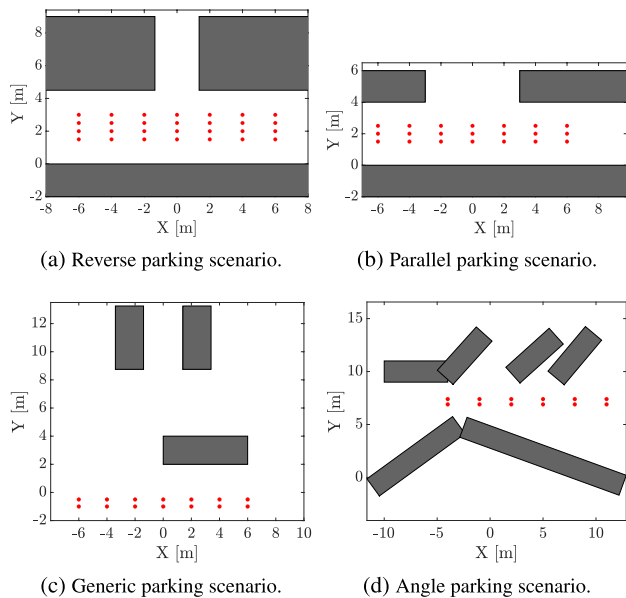 8
6
4
2
0
-2
Y [m]
-8 -6 -4 -2 0 2 4 6 8
X [m]
(a) Reverse parking scenario.
6
4
2
0
-2
Y [m]
-6 -4 -2 0 2 4 6 8
X [m]
(b) Parallel parking scenario.
12
10
8
6
4
2
0
-2
Y [m]
-6 -4 -2 0 2 4 6 10
X [m]
(c) Generic parking scenario.
15
10
5
0
Y [m]
-10 -5 0 5 10
X [m]
(d) Angle parking scenario.